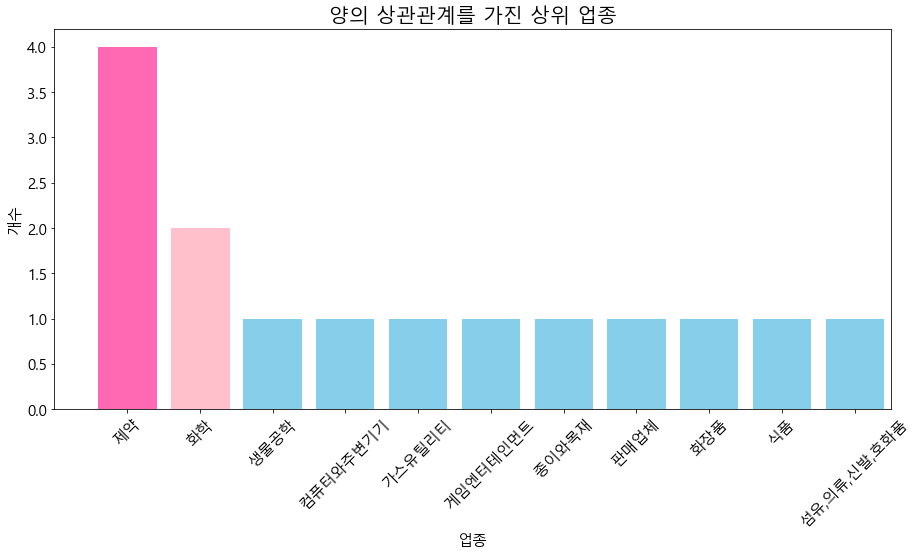 양의 상관관계를 가진 상위 업종
개수
4.0
3.5
3.0
2.5
2.0
1.5
1.0
0.5
0.0
제약
화학
생물공학
컴퓨터와주변기기
가스유틸리티
게임엔터테인먼트
종이와목재
판매업체
화장품
식품
섬유,의류,신발,호화품
업종